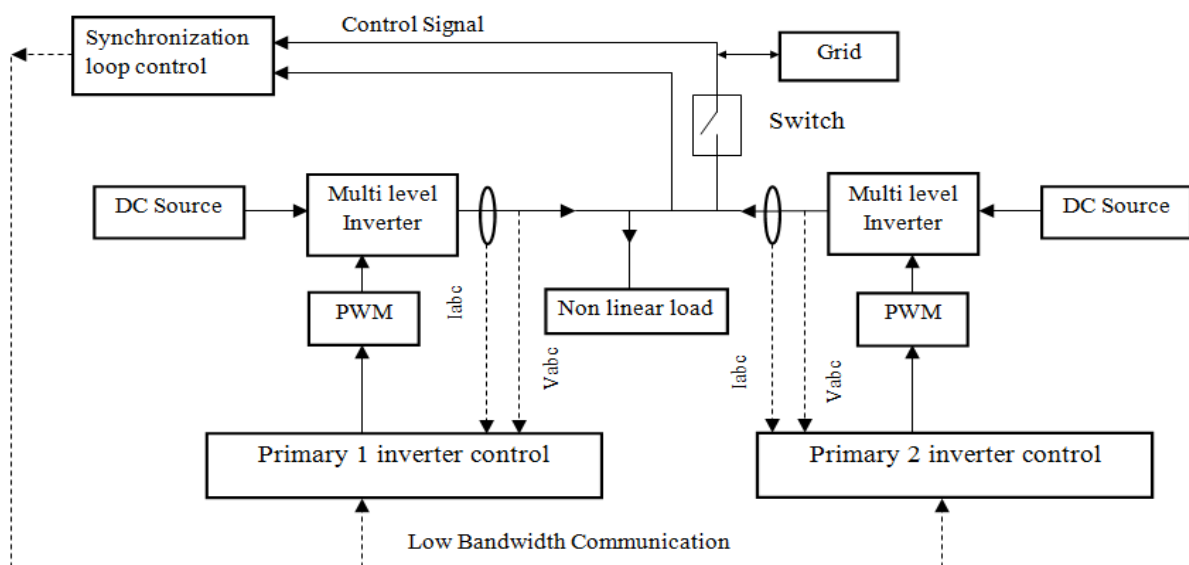 Control Signal
Synchronization
loop control
Grid
Switch
DC Source
Multi level
Inverter
Multi level
Inverter
DC Source
PWM
Iabc
Vabc
Non linear load
Iabc
Vabc
PWM
Primary 1 inverter control
Primary 2 inverter control
Low Bandwidth Communication